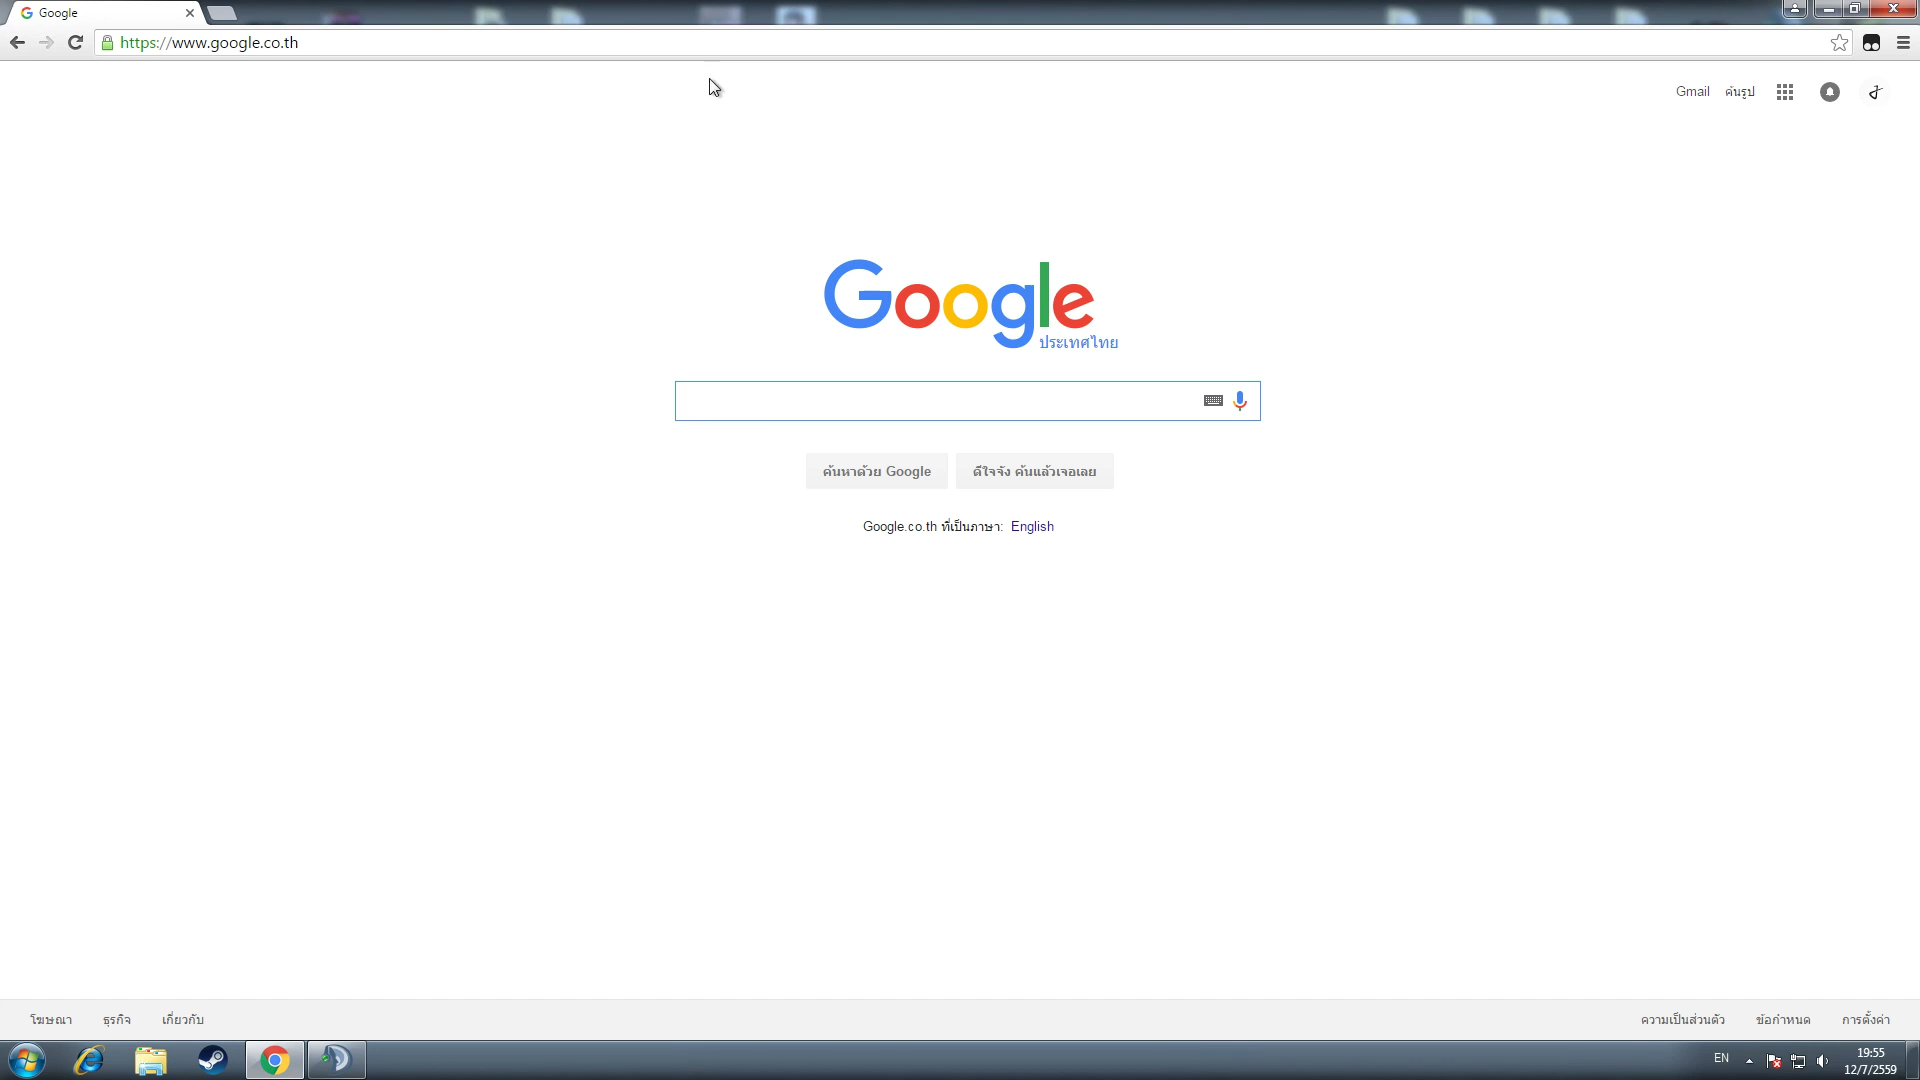 Google
https://www.google.co.th
Gmail ค้นรูป
Google
ประเทศไทย
ค้นหาด้วย Google ดีใจจัง ค้นแล้วเจอเลย
Google.co.th ที่เป็นภาษา: English
โฆษณา ธุรกิจ เกี่ยวกับ ความเป็นส่วนตัว ข้อกำหนด การตั้งค่า
EN 19:55
12/7/2559